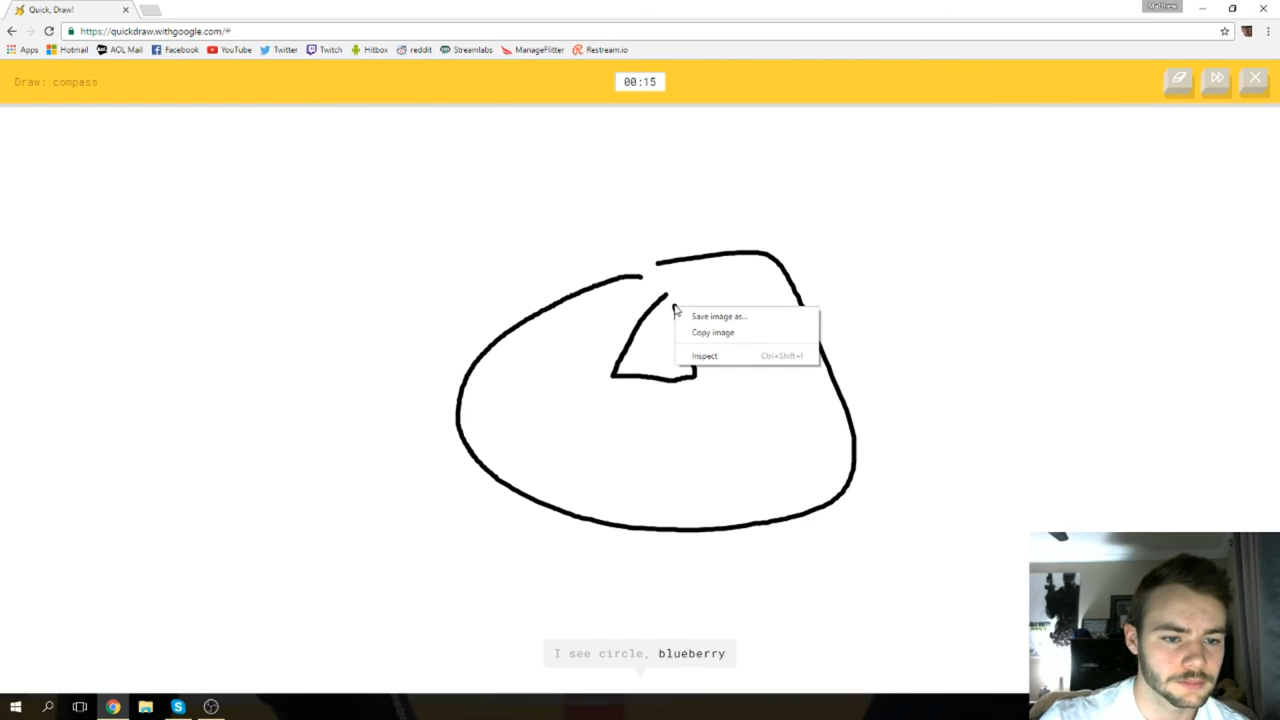 Quick, Draw!
Matthew
https://quickdraw.withgoogle.com/#
Apps Hotmail AOL Mail Facebook YouTube Twitter Twitch Hitbox reddit Streamlabs ManageFlitter Restream.io
Draw: compass
00:15
Save image as...
Copy image
Inspect Ctrl+Shift+I
I see circle, blueberry